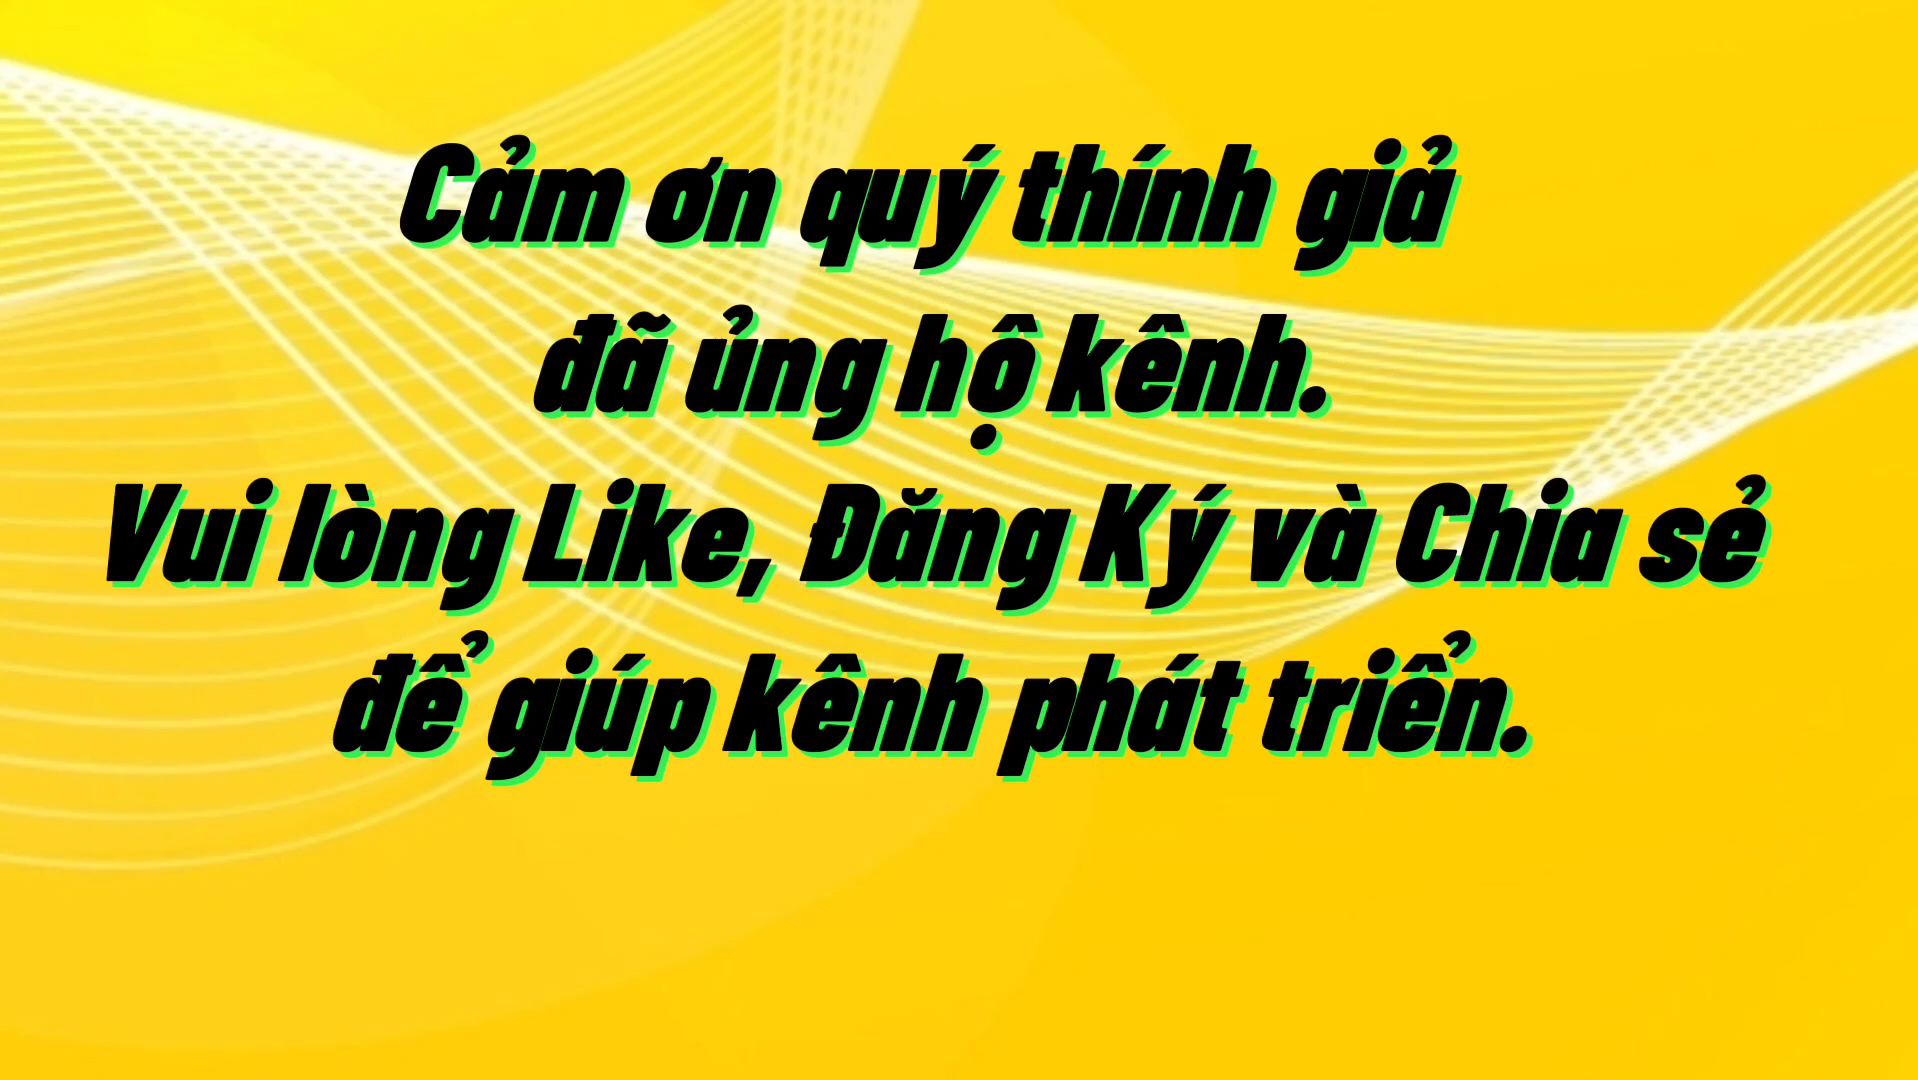 Cảm ơn quý thính giả
đã ủng hộ kênh.
Vui lòng Like, Đăng Ký và Chia sẻ
để giúp kênh phát triển.